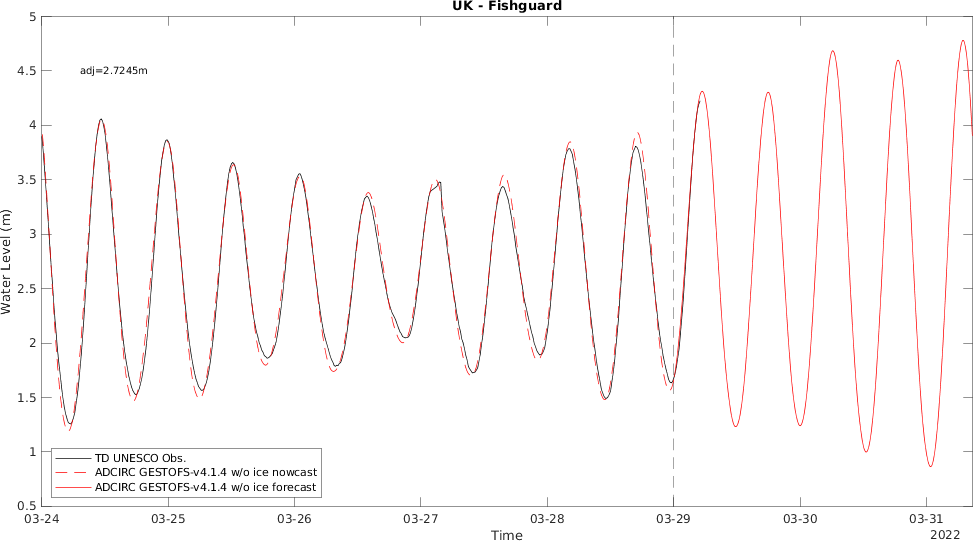 UK - Fishguard
5
4.5
4
3.5
3
2.5
2
1.5
1
0.5
Water Level (m)
adj=2.7245m
TD UNESCO Obs.
ADCIRC GESTOFS-v4.1.4 w/o ice nowcast
ADCIRC GESTOFS-v4.1.4 w/o ice forecast
03-24 03-25 03-26 03-27 03-28 03-29 03-30 03-31
Time
2022